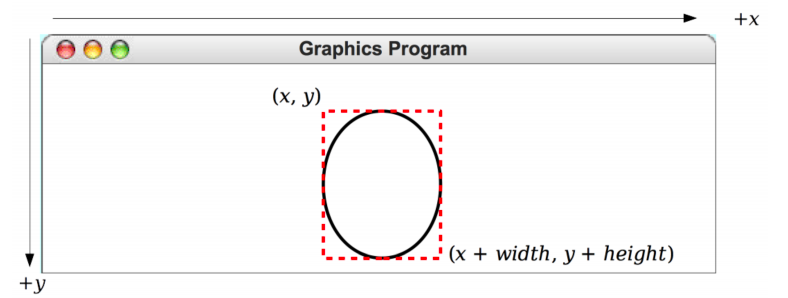 +x
Graphics Program
(x, y)
(x + width, y + height)
+y